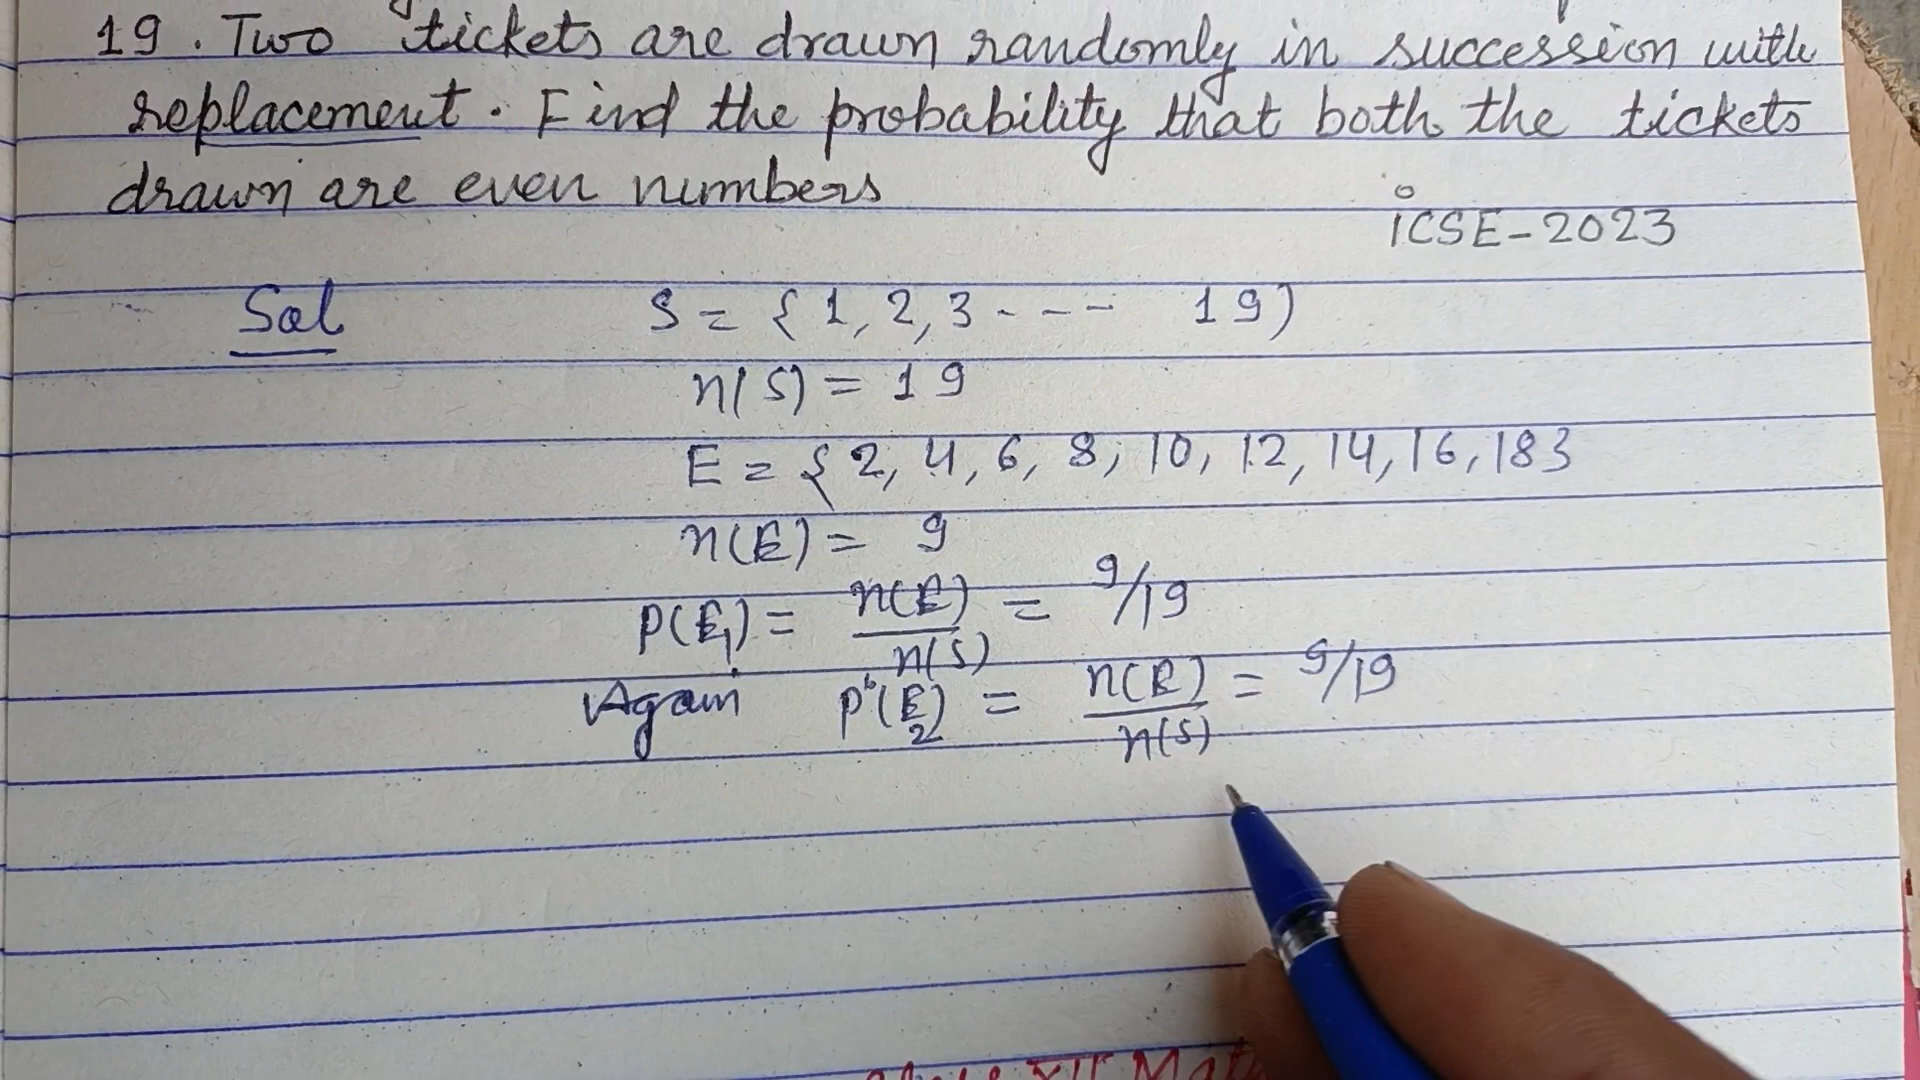 19. Two tickets are drawn randomly in succession with
replacement. Find the probability that both the tickets
drawn are even numbers
ICSE-2023
Sol S = {1, 2, 3 - - - 19}
n(S) = 19
E = {2, 4, 6, 8, 10, 12, 14, 16, 18}
n(E) = 9
P(E1) = n(E)/n(S) = 9/19
Again P(E2) = n(E)/n(S) = 9/19